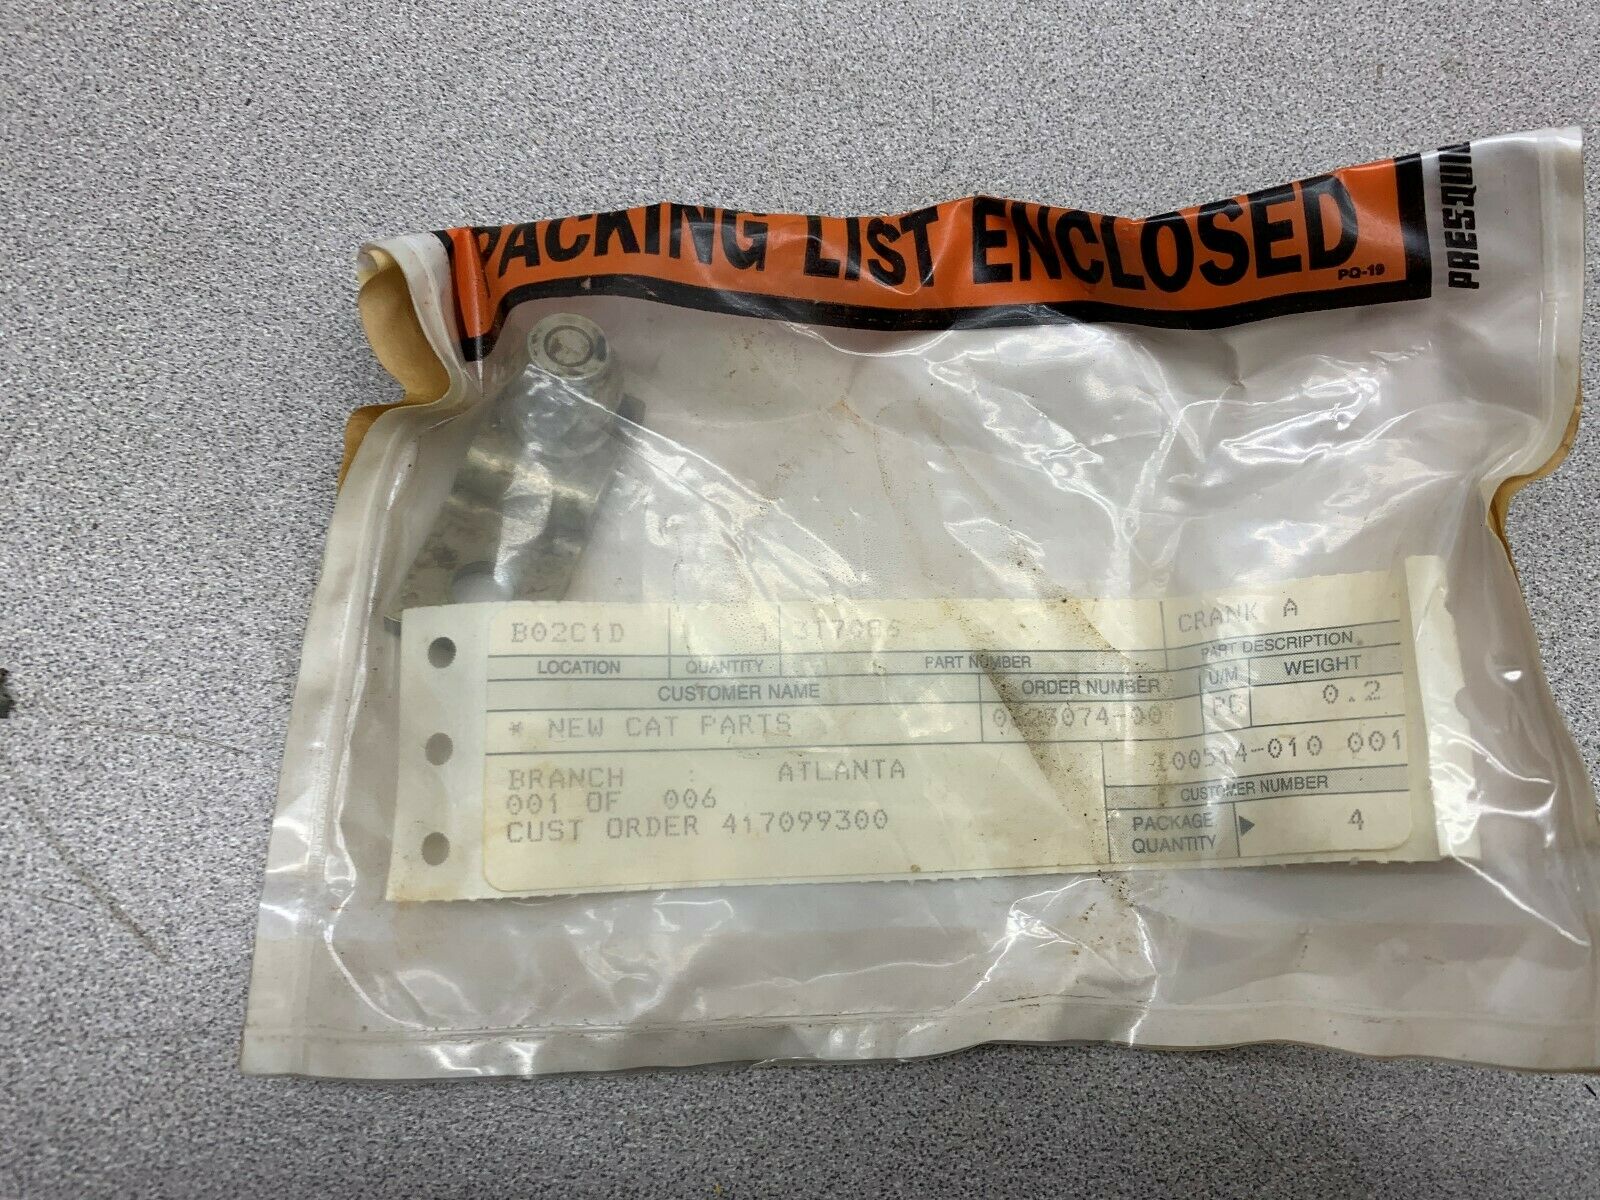 PACKING LIST ENCLOSED
PQ-19
PRESQUIN
B02C1D 1 CRANK A
LOCATION QUANTITY PART NUMBER PART DESCRIPTION
CUSTOMER NAME ORDER NUMBER U/M WEIGHT
* NEW CAT PARTS PC 0.2
BRANCH : ATLANTA
001 OF 006
CUST ORDER 417099300
100514-010 001
CUSTOMER NUMBER
PACKAGE QUANTITY 4